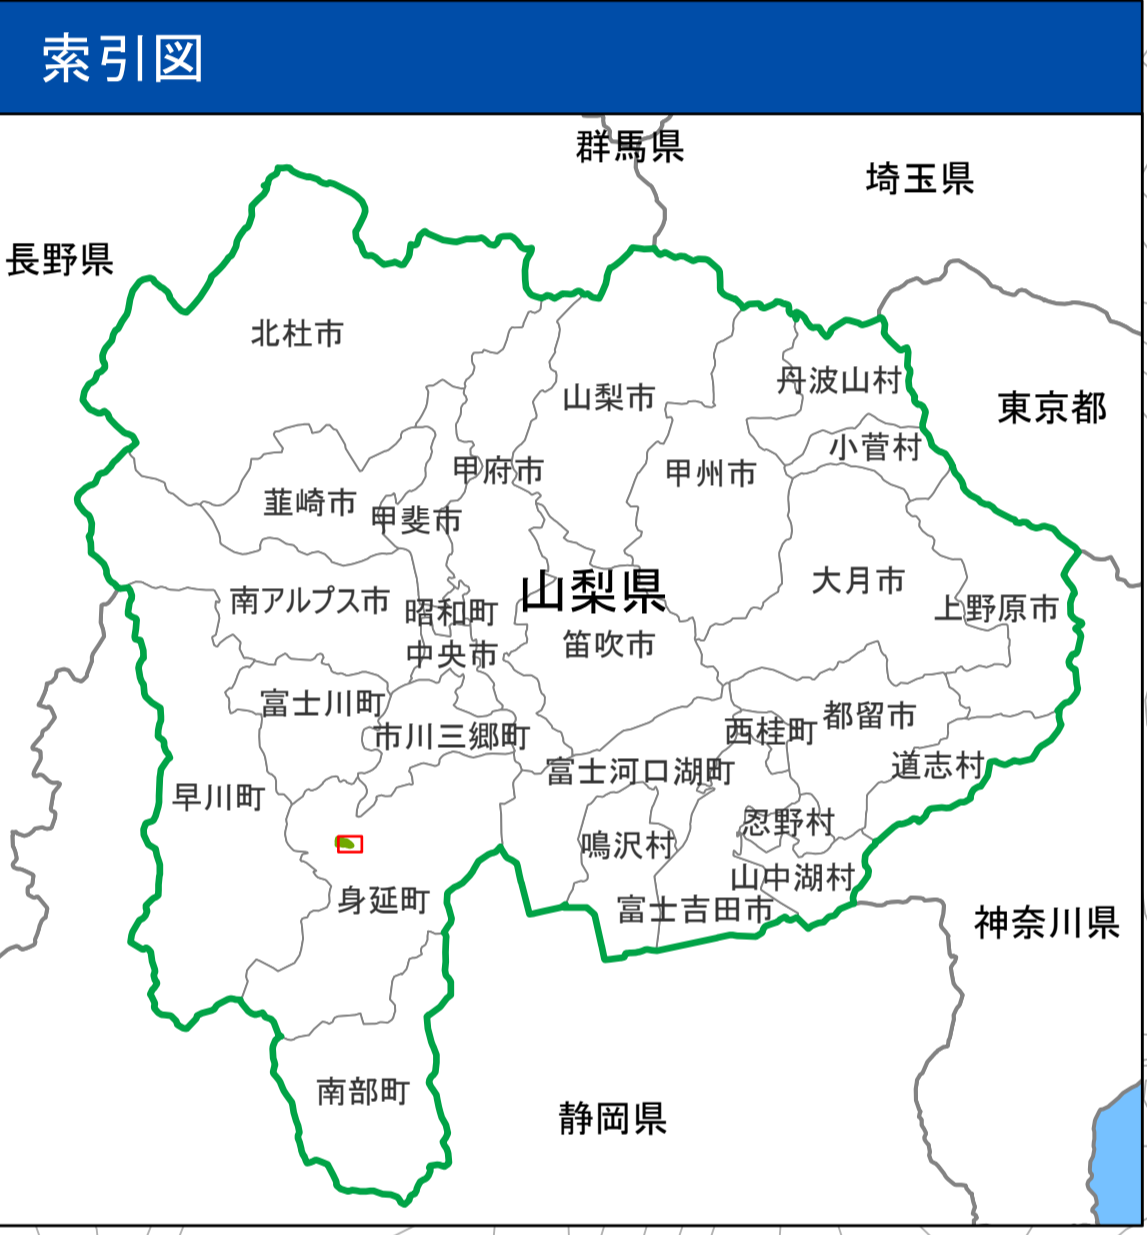 索引図
群馬県
埼玉県
長野県
北杜市
丹波山村
山梨市
東京都
小菅村
甲府市
甲州市
韮崎市
甲斐市
大月市
山梨県
南アルプス市
昭和町
上野原市
笛吹市
中央市
富士川町
都留市
西桂町
市川三郷町
道志村
富士河口湖町
早川町
忍野村
鳴沢村
山中湖村
身延町
富士吉田市
神奈川県
南部町
静岡県